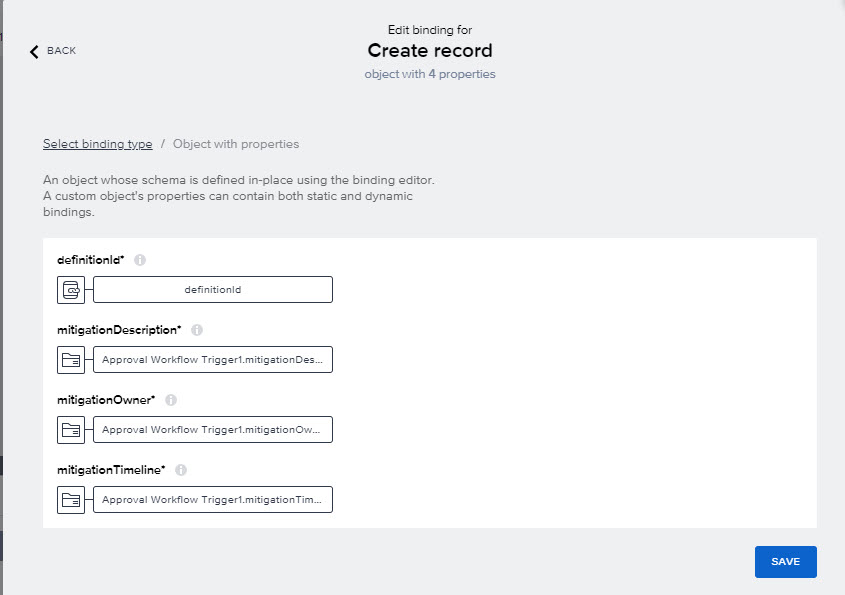 Edit binding for
BACK
Create record
object with 4 properties
Select binding type / Object with properties
An object whose schema is defined in-place using the binding editor.
A custom object's properties can contain both static and dynamic
bindings.
definitionId*
definitionId
mitigationDescription*
Approval Workflow Trigger1.mitigationDes...
mitigationOwner*
Approval Workflow Trigger1.mitigationOw...
mitigationTimeline*
Approval Workflow Trigger1.mitigationTim...
SAVE